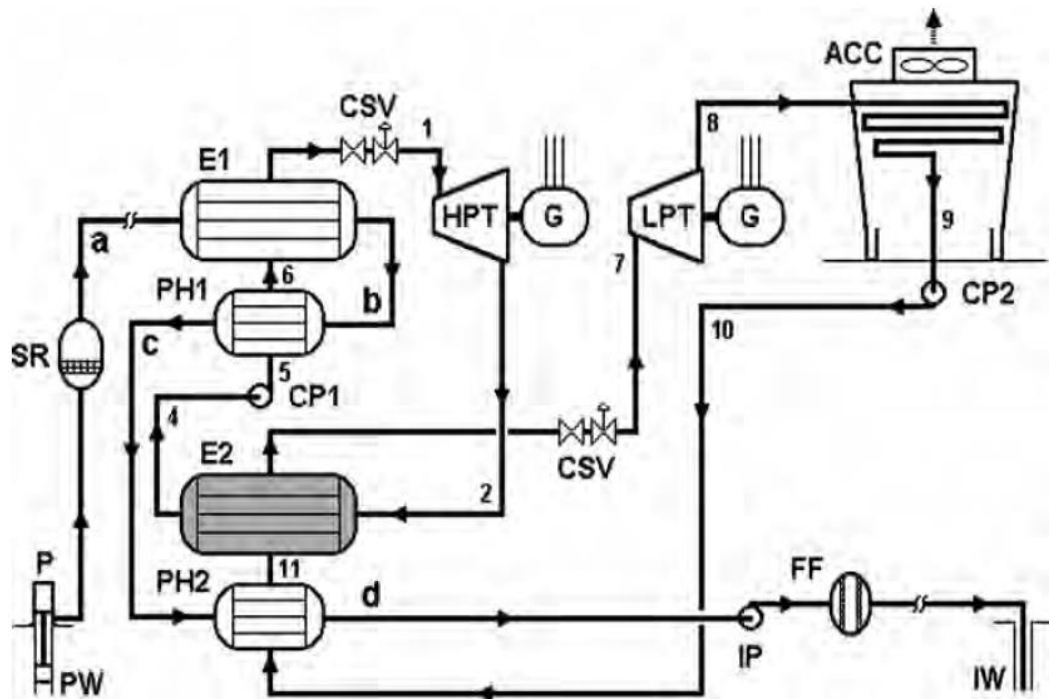 ACC
CSV
1
8
E1
HPT
G
LPT
G
a
9
7
6
PH1
b
CP2
c
10
SR
5
CP1
4
E2
CSV
2
11
PH2
d
FF
P
IP
PW
IW